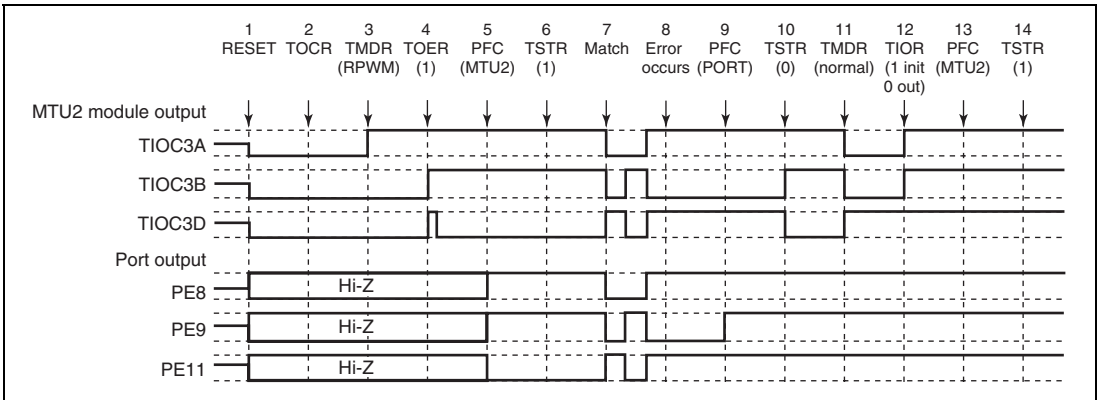 1 2 3 4 5 6 7 8 9 10 11 12 13 14
RESET TOCR TMDR TOER PFC TSTR Match Error PFC TSTR TMDR TIOR PFC TSTR
(RPWM) (1) (MTU2) (1) occurs (PORT) (0) (normal) (1 init (MTU2) (1)
0 out)
MTU2 module output
TIOC3A
TIOC3B
TIOC3D
Port output
PE8 Hi-Z
PE9 Hi-Z
PE11 Hi-Z